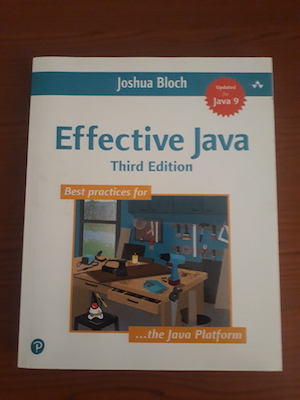 Joshua Bloch
Updated
for
Java 9
Effective Java
Third Edition
Best practices for
...the Java Platform